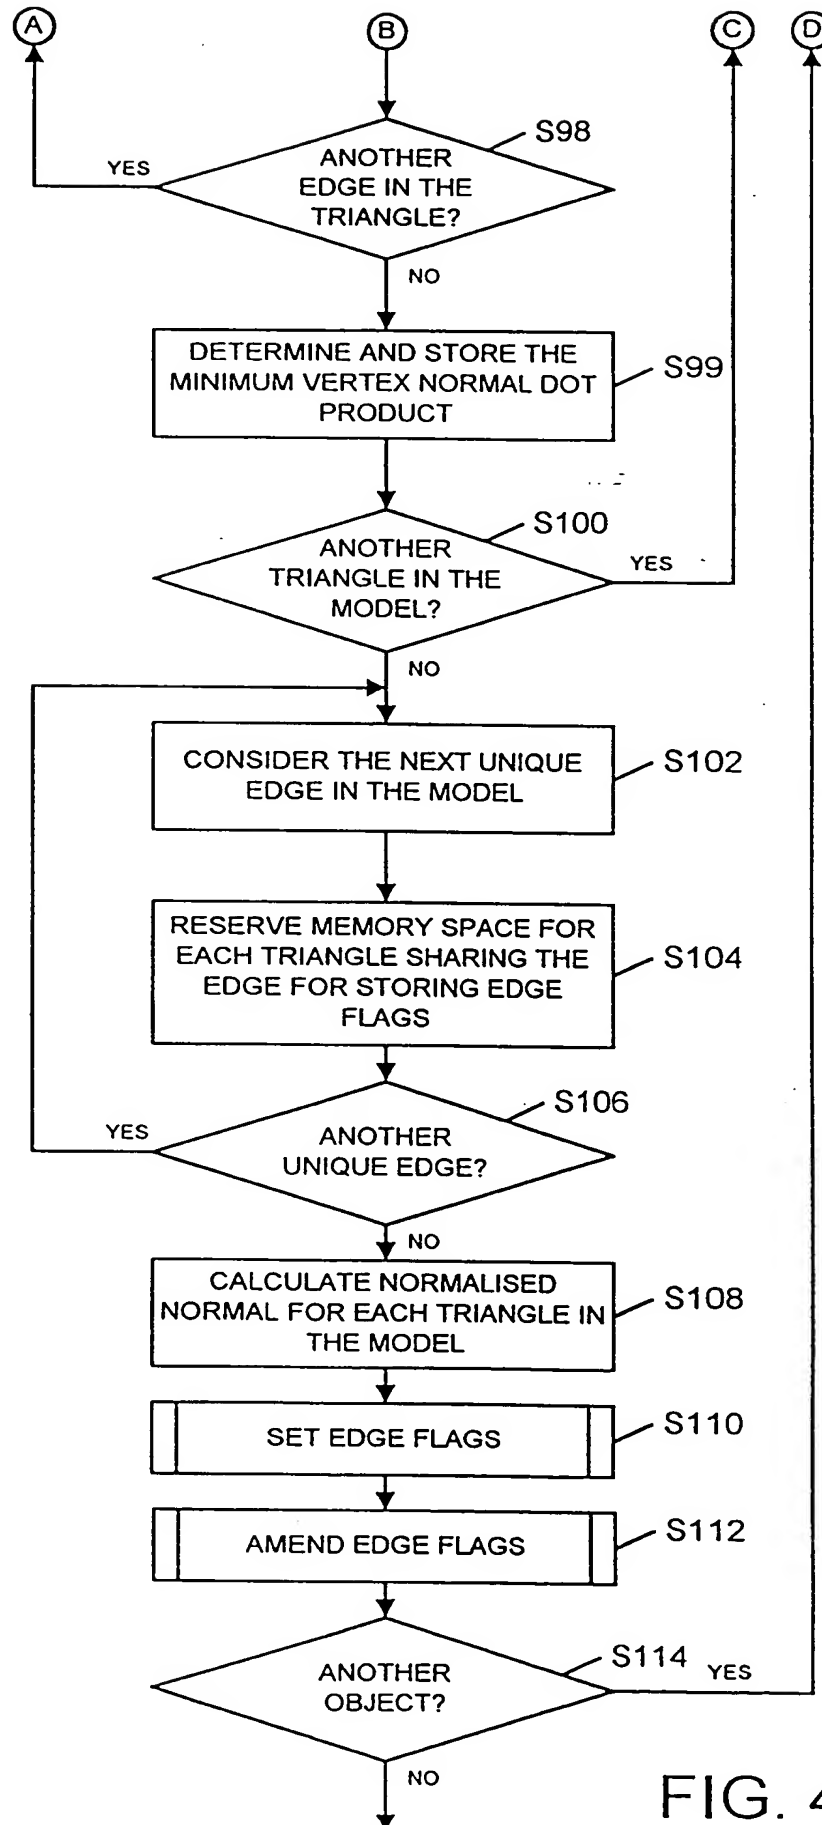 A
B
C
D
S98
ANOTHER
EDGE IN THE
TRIANGLE?
YES
NO
DETERMINE AND STORE THE
MINIMUM VERTEX NORMAL DOT
PRODUCT
S99
S100
ANOTHER
TRIANGLE IN THE
MODEL?
YES
NO
CONSIDER THE NEXT UNIQUE
EDGE IN THE MODEL
S102
RESERVE MEMORY SPACE FOR
EACH TRIANGLE SHARING THE
EDGE FOR STORING EDGE
FLAGS
S104
S106
YES
ANOTHER
UNIQUE EDGE?
NO
CALCULATE NORMALISED
NORMAL FOR EACH TRIANGLE IN
THE MODEL
S108
SET EDGE FLAGS
S110
AMEND EDGE FLAGS
S112
S114
ANOTHER
OBJECT?
YES
NO
FIG. 4